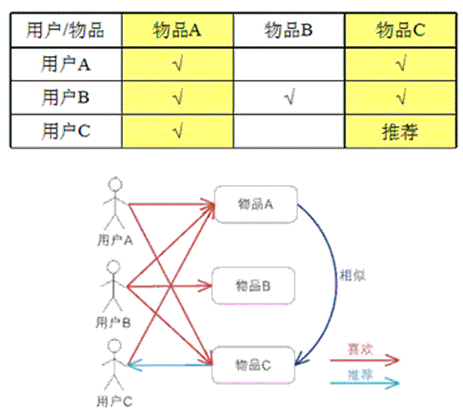 用户/物品 物品A 物品B 物品C
用户A √ √
用户B √ √ √
用户C √ 推荐
物品A
用户A
相似
物品B
用户B
喜欢
物品C
推荐
用户C